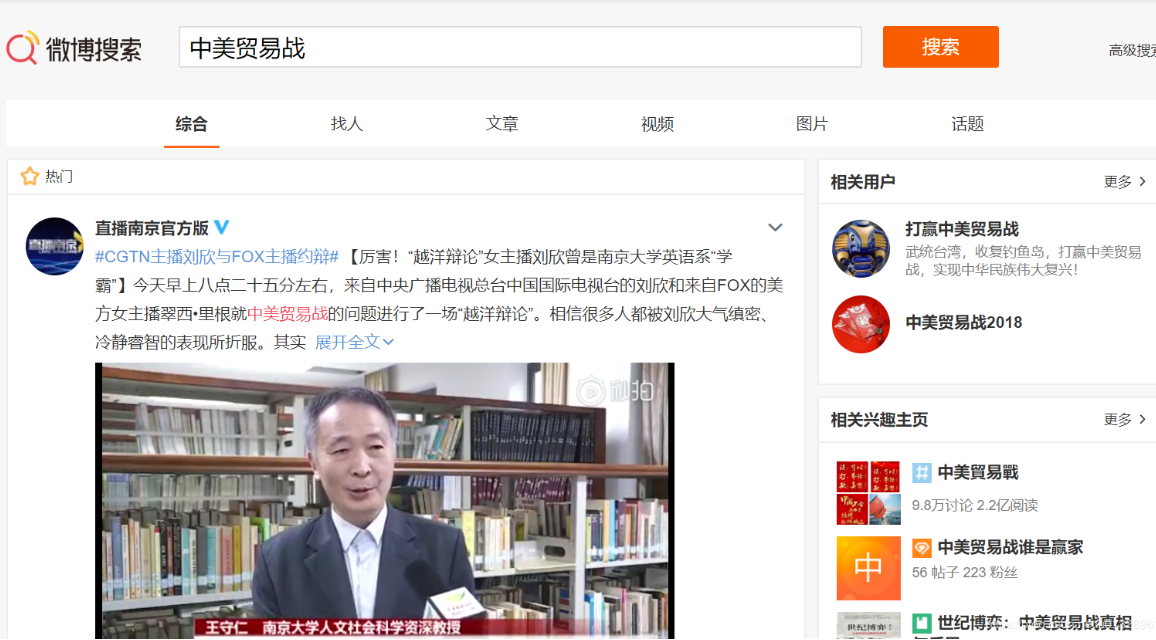 微博搜索
中美贸易战
搜索
高级搜索
综合
找人
文章
视频
图片
话题
热门
直播南京官方版
#CGTN主播刘欣与FOX主播约辩# 【厉害！“越洋辩论”女主播刘欣曾是南京大学英语系“学
霸”】今天早上八点二十五分左右，来自中央广播电视总台中国国际电视台的刘欣和来自FOX的美
方女主播翠西•里根就中美贸易战的问题进行了一场“越洋辩论”。相信很多人都被刘欣大气缜密、
冷静睿智的表现所折服。其实 展开全文
直播南京
秒拍
王守仁 南京大学人文社会科学资深教授
相关用户
更多
打赢中美贸易战
武统台湾，收复钓鱼岛，打赢中美贸易
战，实现中华民族伟大复兴！
中美贸易战2018
相关兴趣主页
更多
# 中美貿易戰
9.8万讨论 2.2亿阅读
中
中美贸易战谁是赢家
56 帖子 223 粉丝
世纪博弈！
世纪博弈：中美贸易战真相